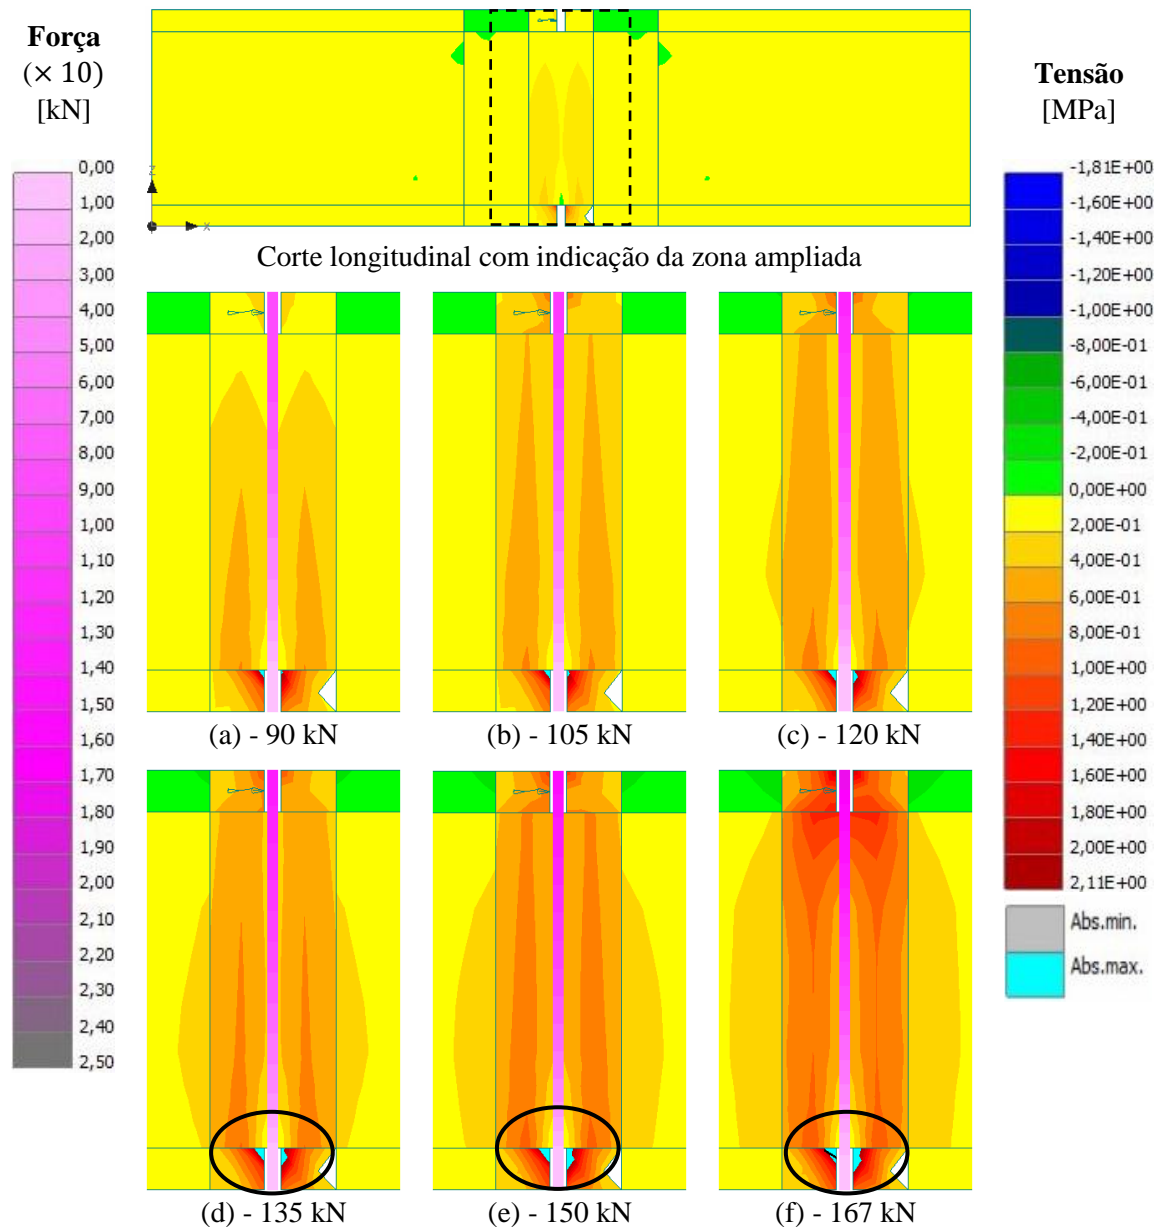 Força
(× 10)
[kN]
0,00
1,00
2,00
3,00
4,00
5,00
6,00
7,00
8,00
9,00
1,00
1,10
1,20
1,30
1,40
1,50
1,60
1,70
1,80
1,90
2,00
2,10
2,20
2,30
2,40
2,50
Z
X
Corte longitudinal com indicação da zona ampliada
(a) - 90 kN
(b) - 105 kN
(c) - 120 kN
(d) - 135 kN
(e) - 150 kN
(f) - 167 kN
Tensão
[MPa]
-1,81E+00
-1,60E+00
-1,40E+00
-1,20E+00
-1,00E+00
-8,00E-01
-6,00E-01
-4,00E-01
-2,00E-01
0,00E+00
2,00E-01
4,00E-01
6,00E-01
8,00E-01
1,00E+00
1,20E+00
1,40E+00
1,60E+00
1,80E+00
2,00E+00
2,11E+00
Abs.min.
Abs.max.